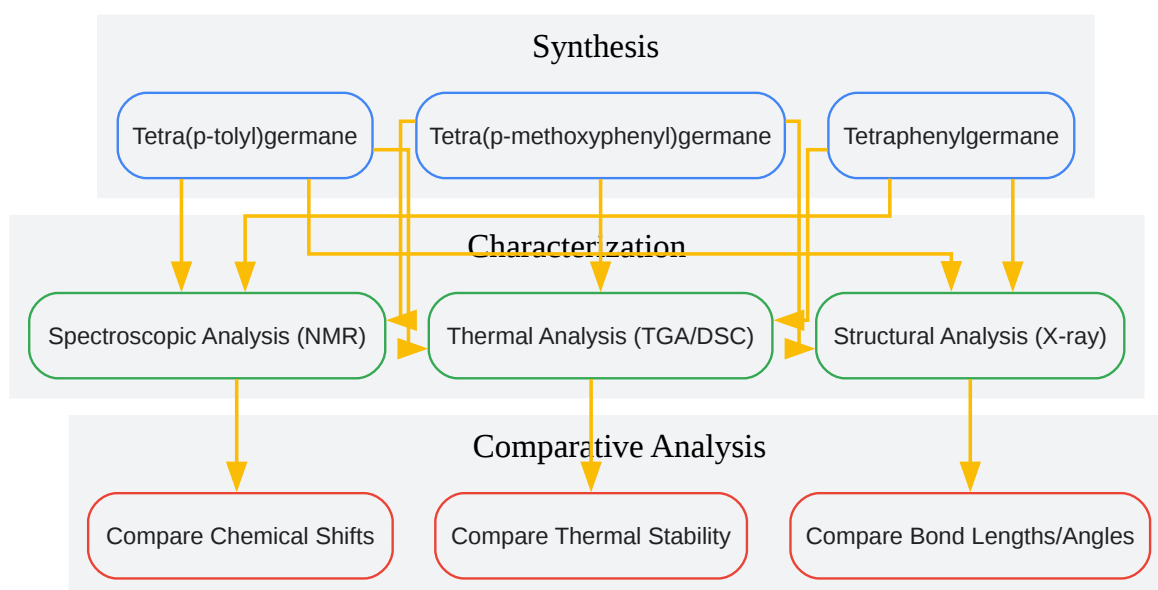 Synthesis
Tetra(p-tolyl)germane
Tetra(p-methoxyphenyl)germane
Tetraphenylgermane
Characterization
Spectroscopic Analysis (NMR)
Thermal Analysis (TGA/DSC)
Structural Analysis (X-ray)
Comparative Analysis
Compare Chemical Shifts
Compare Thermal Stability
Compare Bond Lengths/Angles